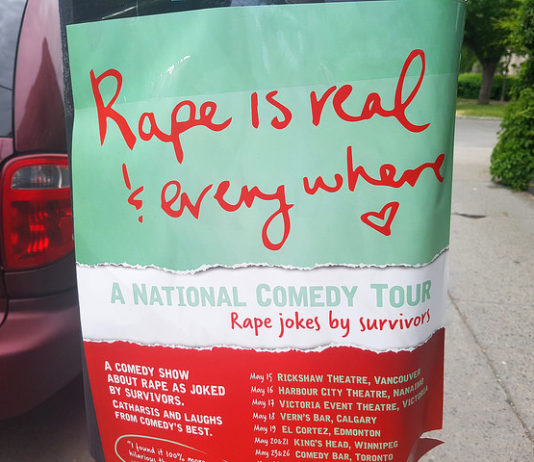 Rape is real
& everywhere
A NATIONAL COMEDY TOUR
Rape jokes by survivors
A COMEDY SHOW
ABOUT RAPE AS JOKED
BY SURVIVORS.
CATHARSIS AND LAUGHS
FROM COMEDY'S BEST.
"I found it 100% more
hilarious
May 15 RICKSHAW THEATRE, VANCOUVER
May 16 HARBOUR CITY THEATRE, NANAIMO
May 17 VICTORIA EVENT THEATRE, VICTORIA
May 18 VERN'S BAR, CALGARY
May 19 EL CORTEZ, EDMONTON
May 20&21 KING'S HEAD, WINNIPEG
May 25&26 COMEDY BAR, TORONTO